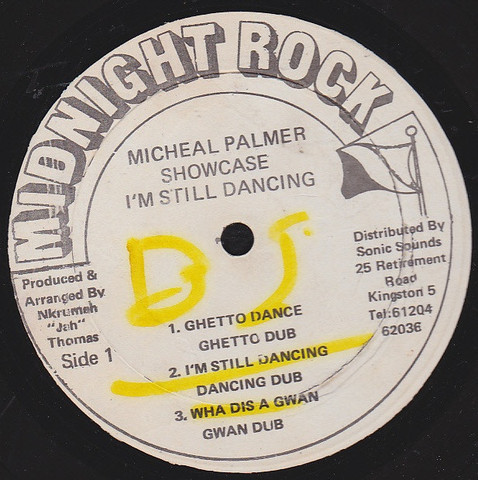 MIDNIGHT ROCK
MICHEAL PALMER
SHOWCASE
I'M STILL DANCING
DJ
Produced &
Arranged By
Nkrumah
"Jah"
Thomas
Side 1
Distributed By
Sonic Sounds
25 Retirement
Road
Kingston 5
Tel:61204
62036
1. GHETTO DANCE
GHETTO DUB
2. I'M STILL DANCING
DANCING DUB
3. WHA DIS A GWAN
GWAN DUB